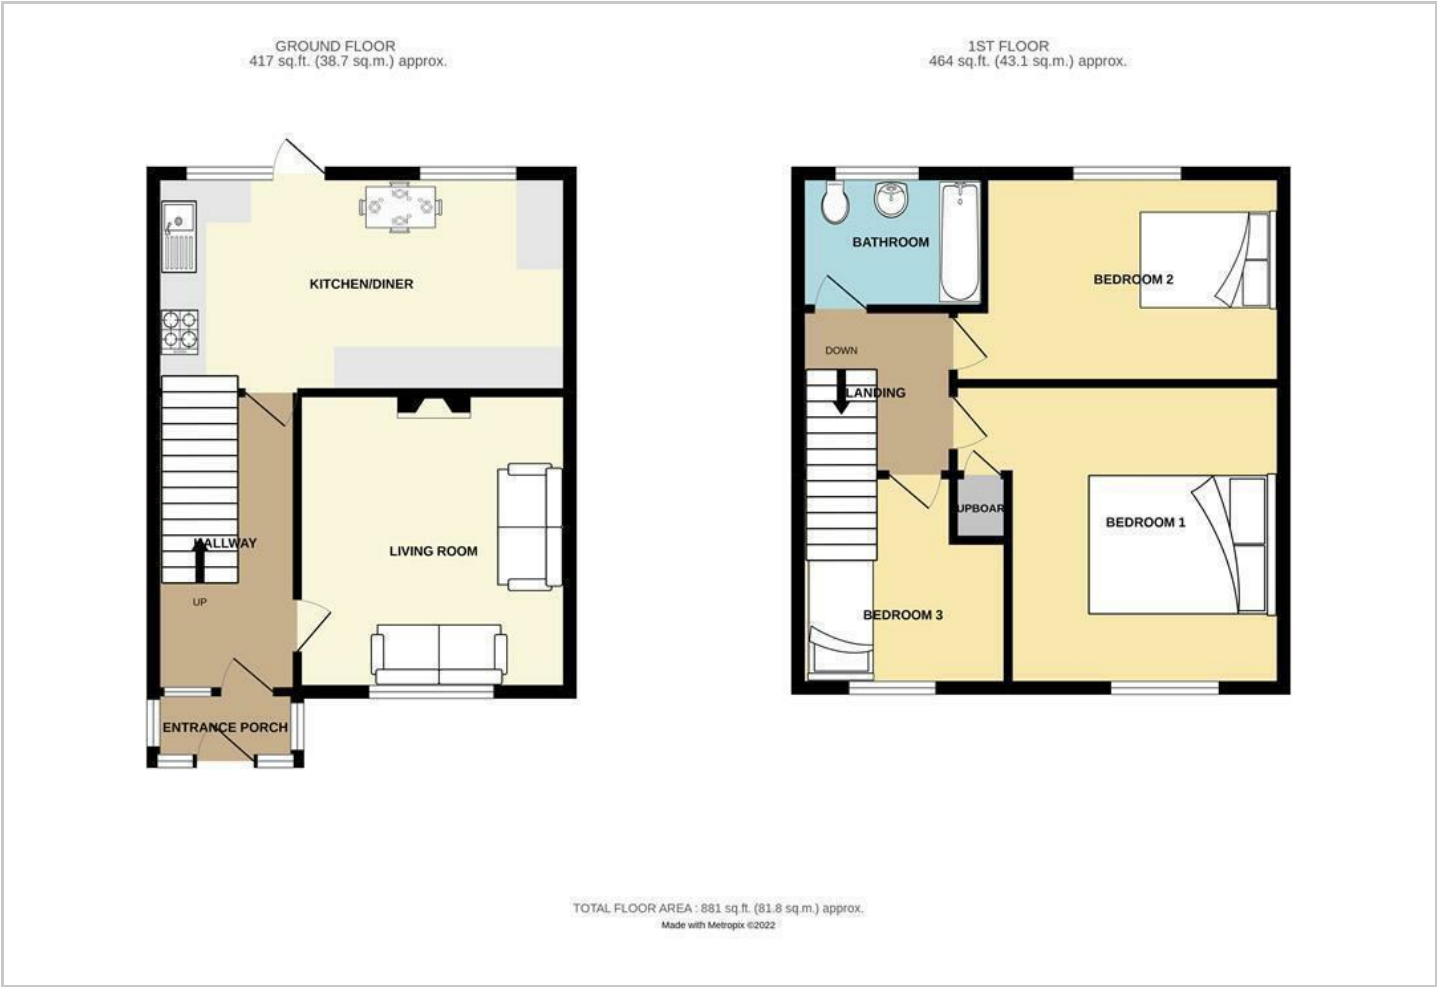 GROUND FLOOR
417 sq.ft. (38.7 sq.m.) approx.
1ST FLOOR
464 sq.ft. (43.1 sq.m.) approx.
KITCHEN/DINER
HALLWAY
UP
LIVING ROOM
ENTRANCE PORCH
BATHROOM
BEDROOM 2
DOWN
LANDING
UPBOAR
BEDROOM 1
BEDROOM 3
TOTAL FLOOR AREA : 881 sq.ft. (81.8 sq.m.) approx.
Made with Metropix ©2022